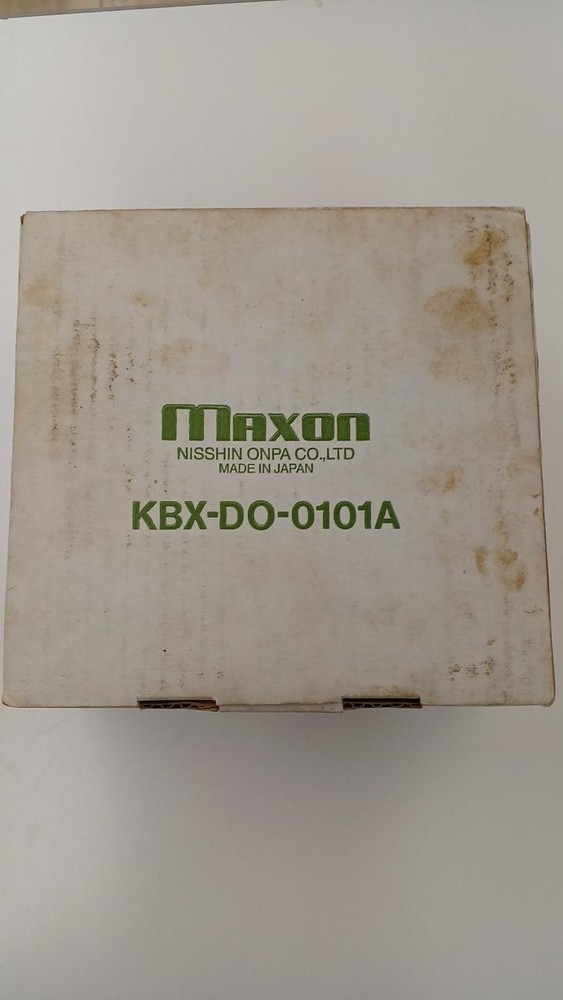 maxon
NISSHIN ONPA CO.,LTD
MADE IN JAPAN
KBX-DO-0101A